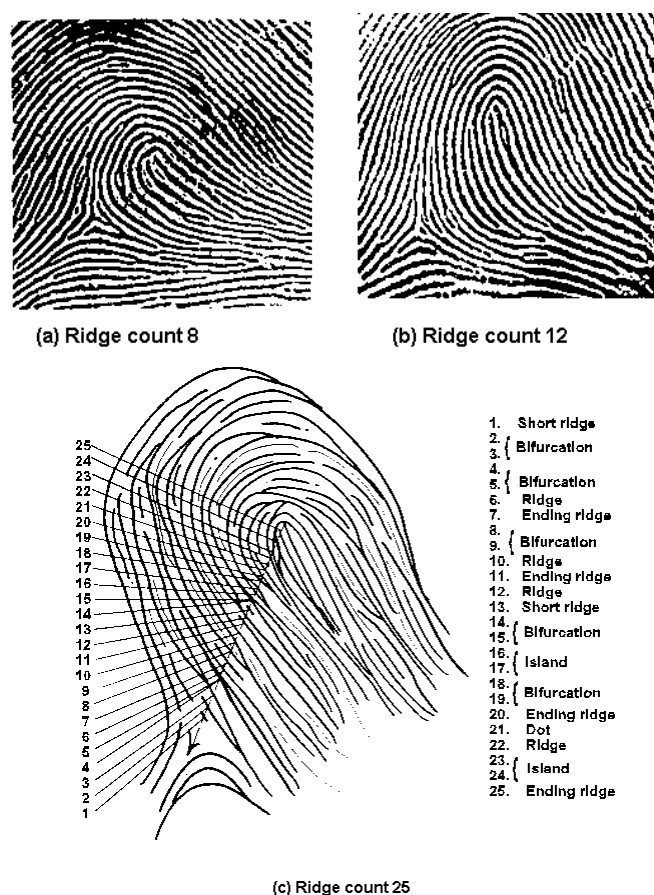 (a) Ridge count 8
(b) Ridge count 12
25
24
23
22
21
20
19
18
17
16
15
14
13
12
11
10
9
8
7
6
5
4
3
2
1
1. Short ridge
2.
3. { Bifurcation
4.
5. { Bifurcation
6. Ridge
7. Ending ridge
8.
9. { Bifurcation
10. Ridge
11. Ending ridge
12. Ridge
13. Short ridge
14.
15. { Bifurcation
16.
17. { Island
18.
19. { Bifurcation
20. Ending ridge
21. Dot
22. Ridge
23.
24. { Island
25. Ending ridge
(c) Ridge count 25